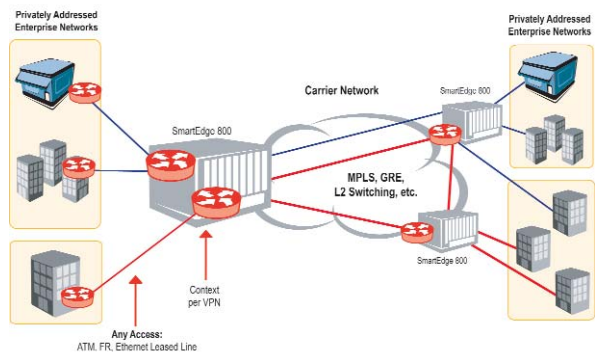 Privately Addressed
Enterprise Networks
Privately Addressed
Enterprise Networks
Carrier Network
SmartEdge 800
SmartEdge 800
MPLS, GRE,
L2 Switching, etc.
SmartEdge 800
Context
per VPN
Any Access:
ATM. FR, Ethernet Leased Line